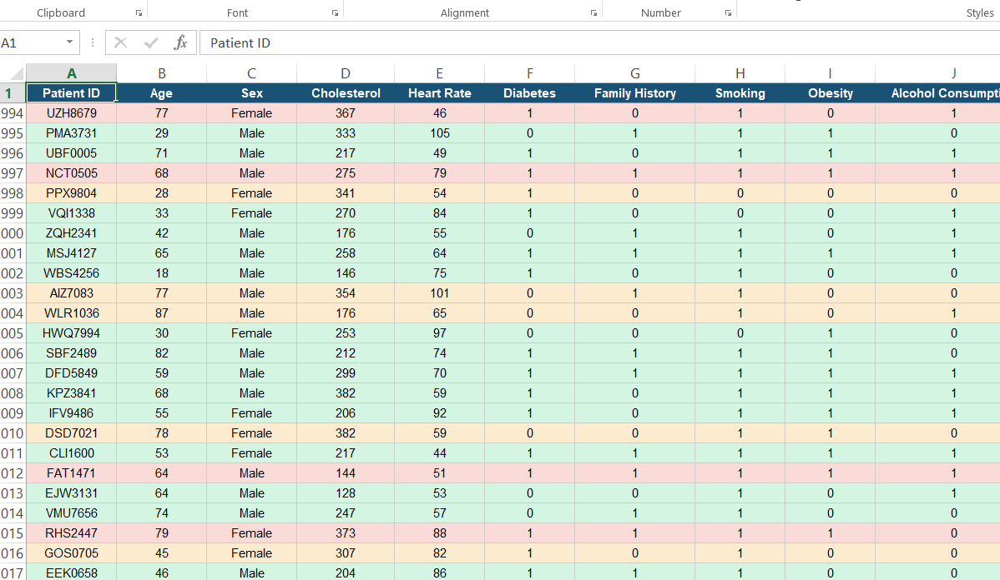 Clipboard Font Alignment Number Styles
A1 fx Patient ID
A B C D E F G H I J
1 Patient ID Age Sex Cholesterol Heart Rate Diabetes Family History Smoking Obesity Alcohol Consumpti
994 UZH8679 77 Female 367 46 1 0 1 0 1
995 PMA3731 29 Male 333 105 0 1 1 1 0
996 UBF0005 71 Male 217 49 1 0 1 1 1
997 NCT0505 68 Male 275 79 1 1 1 1 1
998 PPX9804 28 Female 341 54 1 0 0 0 0
999 VQI1338 33 Female 270 84 1 0 0 0 1
000 ZQH2341 42 Male 176 55 0 1 1 0 1
001 MSJ4127 65 Male 258 64 1 1 1 1 1
002 WBS4256 18 Male 146 75 1 0 1 0 0
003 AIZ7083 77 Male 354 101 0 1 1 0 0
004 WLR1036 87 Male 176 65 0 0 1 0 1
005 HWQ7994 30 Female 253 97 0 0 0 1 0
006 SBF2489 82 Male 212 74 1 1 1 1 0
007 DFD5849 59 Male 299 70 1 1 1 1 1
008 KPZ3841 68 Male 382 59 1 0 1 1 1
009 IFV9486 55 Female 206 92 1 0 1 1 1
010 DSD7021 78 Female 382 59 0 0 1 1 0
011 CLI1600 53 Female 217 44 1 1 1 1 1
012 FAT1471 64 Male 144 51 1 1 1 1 1
013 EJW3131 64 Male 128 53 0 1 1 0 1
014 VMU7656 74 Male 247 57 0 1 1 0 0
015 RHS2447 79 Female 373 88 1 1 1 1 0
016 GOS0705 45 Female 307 82 1 0 1 0 0
017 EEK0658 46 Male 204 86 1 1 1 0 0